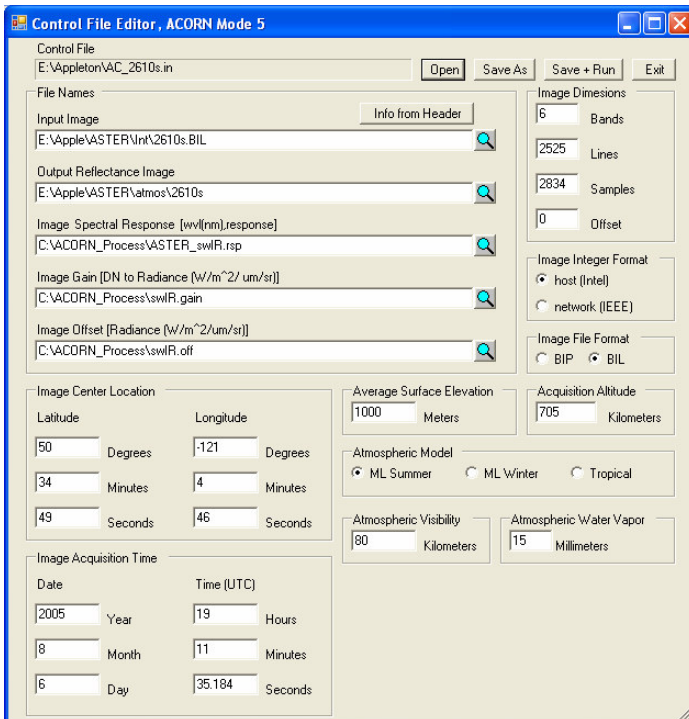 Control File Editor, ACORN Mode 5
Control File
E:\Appleton\AC_2610s.in
Open
Save As
Save + Run
Exit
File Names
Info from Header
Input Image
E:\Apple\ASTER\Int\2610s.BIL
Output Reflectance Image
E:\Apple\ASTER\atmos\2610s
Image Spectral Response [wvl(nm),response]
C:\ACORN_Process\ASTER_swIR.rsp
Image Gain [DN to Radiance (W/m^2/ um/sr)]
C:\ACORN_Process\swIR.gain
Image Offset [Radiance (W/m^2/um/sr)]
C:\ACORN_Process\swIR.off
Image Dimesions
6 Bands
2525 Lines
2834 Samples
0 Offset
Image Integer Format
host (Intel)
network (IEEE)
Image File Format
BIP BIL
Image Center Location
Latitude Longitude
50 Degrees -121 Degrees
34 Minutes 4 Minutes
49 Seconds 46 Seconds
Average Surface Elevation
1000 Meters
Acquisition Altitude
705 Kilometers
Atmospheric Model
ML Summer ML Winter Tropical
Atmospheric Visibility
80 Kilometers
Atmospheric Water Vapor
15 Millimeters
Image Acquisition Time
Date Time (UTC)
2005 Year 19 Hours
8 Month 11 Minutes
6 Day 35.184 Seconds